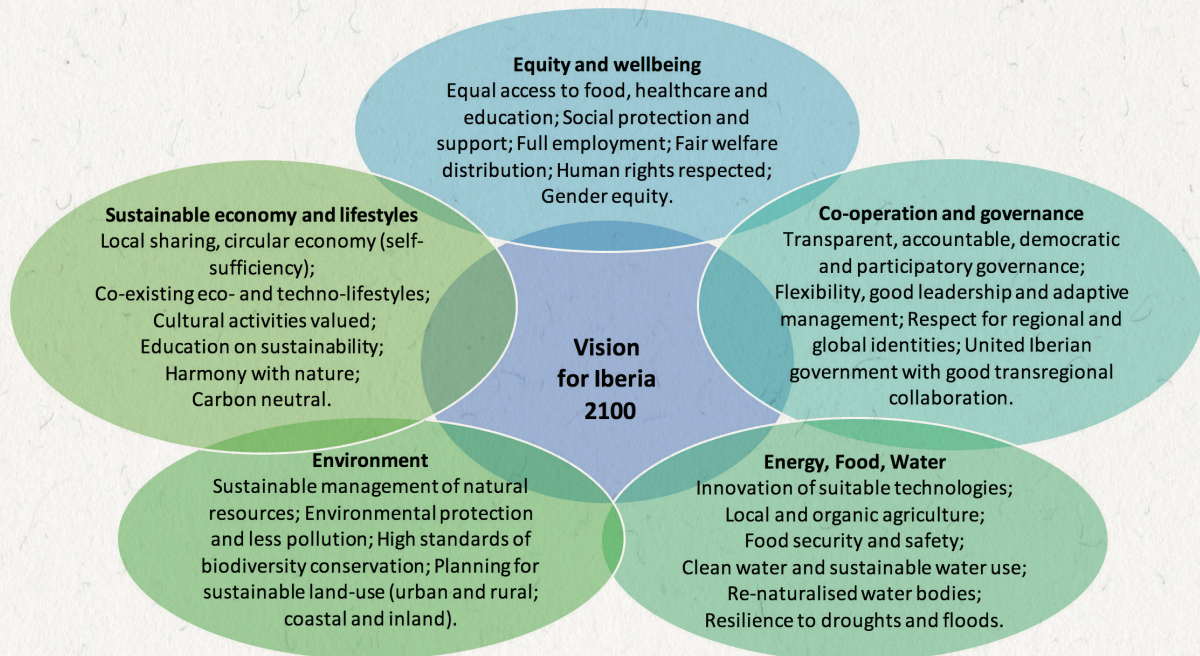 Equity and wellbeing
Equal access to food, healthcare and
education; Social protection and
support; Full employment; Fair welfare
distribution; Human rights respected;
Gender equity.
Sustainable economy and lifestyles
Local sharing, circular economy (self-
sufficiency);
Co-existing eco- and techno-lifestyles;
Cultural activities valued;
Education on sustainability;
Harmony with nature;
Carbon neutral.
Co-operation and governance
Transparent, accountable, democratic
and participatory governance;
Flexibility, good leadership and adaptive
management; Respect for regional and
global identities; United Iberian
government with good transregional
collaboration.
Vision
for Iberia
2100
Environment
Sustainable management of natural
resources; Environmental protection
and less pollution; High standards of
biodiversity conservation; Planning for
sustainable land-use (urban and rural;
coastal and inland).
Energy, Food, Water
Innovation of suitable technologies;
Local and organic agriculture;
Food security and safety;
Clean water and sustainable water use;
Re-naturalised water bodies;
Resilience to droughts and floods.